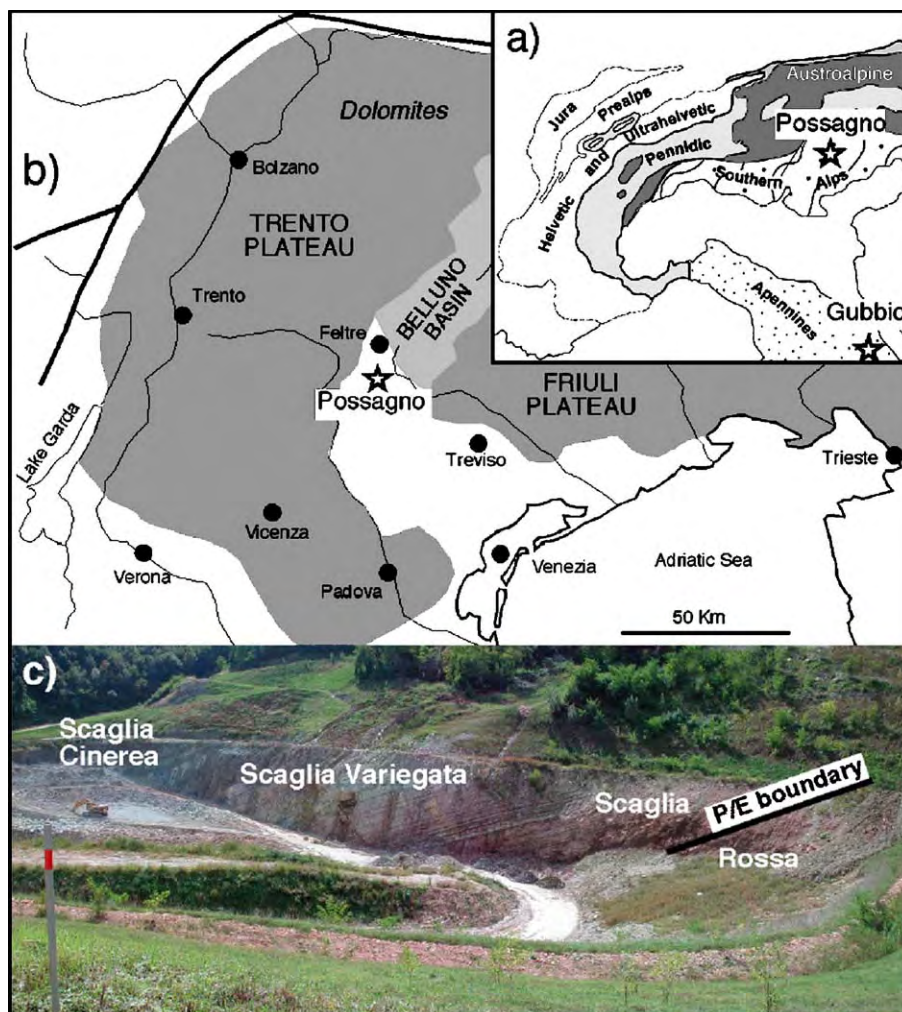 a)
Austroalpine
Jura
Prealps
Ultrahelvetic
and
Helvetic
Pennidic
Possagno
Southern
Alps
Apennines
Gubbio
b)
Dolomites
Bolzano
TRENTO
PLATEAU
Trento
BELLUNO
BASIN
Feltre
Possagno
FRIULI
PLATEAU
Lake Garda
Treviso
Trieste
Vicenza
Verona
Padova
Venezia
Adriatic Sea
50 Km
c)
Scaglia
Cinerea
Scaglia Variegata
Scaglia
Rossa
P/E boundary